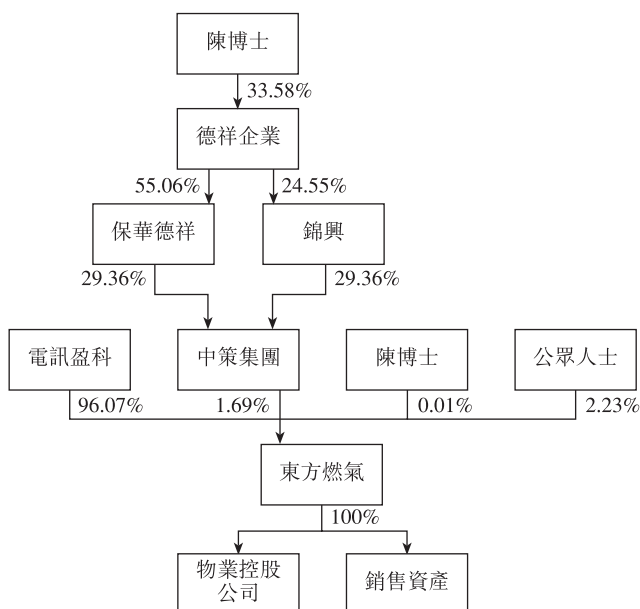 陳博士
33.58%
德祥企業
55.06% 24.55%
保華德祥 錦興
29.36% 29.36%
電訊盈科 中策集團 陳博士 公眾人士
96.07% 1.69% 0.01% 2.23%
東方燃氣
100%
物業控股 銷售資產
公司